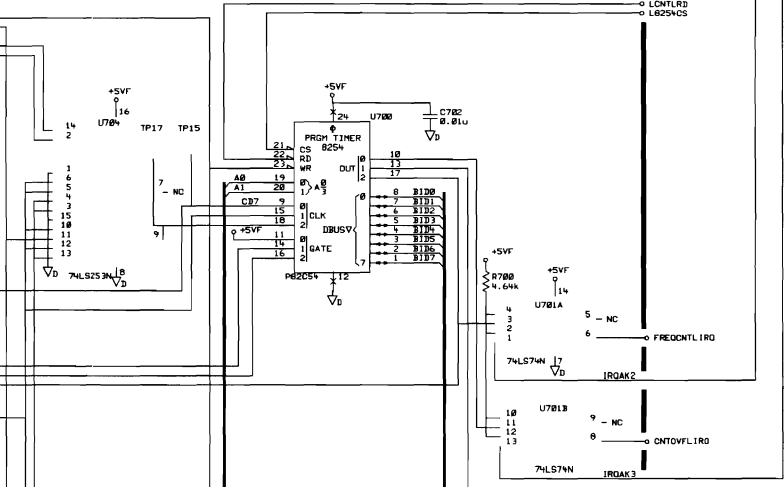 LCNTLRD
L8254CS
+5VF
16
U704
TP17 TP15
14
2
1
6
5
4
3
15
10
11
12
13
7 - NC
9
D
74LS253N
8
D
+5VF
24
U700
C702
0.01u
D
PRGM TIMER
8254
21 CS
22 RD
23 WR
A0 19 0
A1 20 1 A 0 3
CD7 9 0
15 1 CLK
18 2
+5VF
11 0
14 1 GATE
16 2
OUT
0 10
1 13
2 17
DBUS
0 8 BID0
7 BID1
6 BID2
5 BID3
4 BID4
3 BID5
2 BID6
7 1 BID7
P82C54
12
D
+5VF
R700
4.64k
+5VF
14
U701A
4
3
2
1
5 - NC
6
FREQCNTLIRQ
74LS74N
7
D
IRQAK2
U701B
10
11
12
13
9 - NC
8
CNTOVFLIRQ
74LS74N
IRQAK3